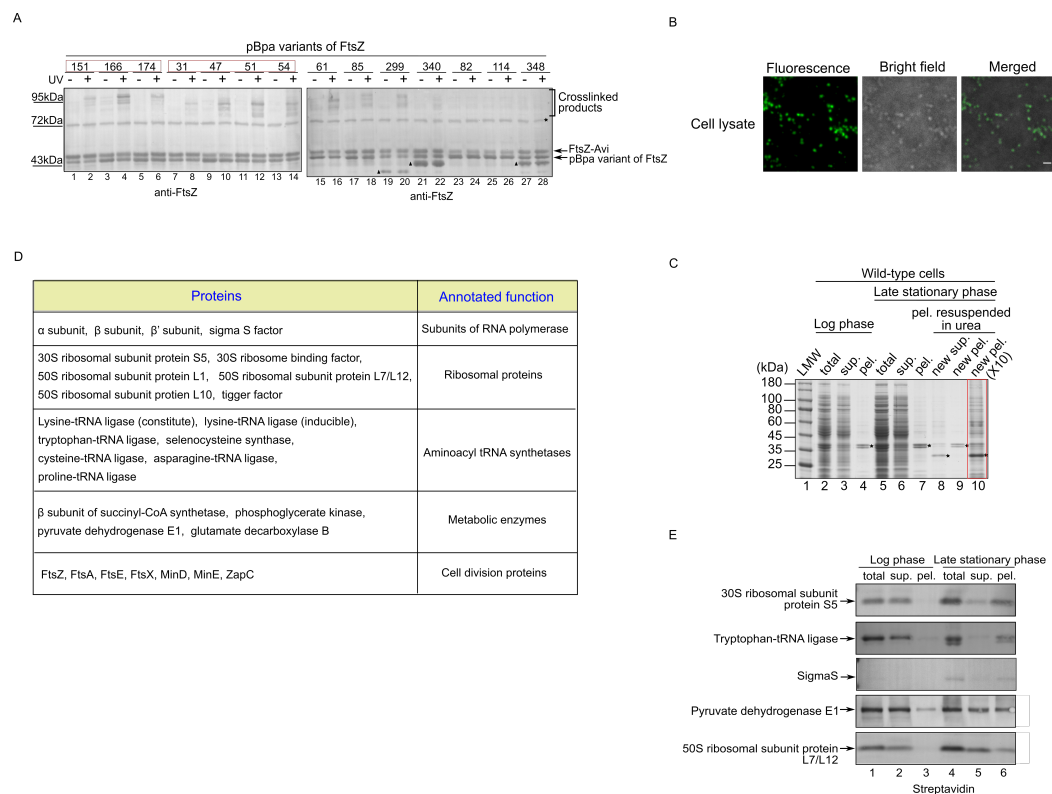 A
pBpa variants of FtsZ
151 166 174 31 47 51 54 61 85 299 340 82 114 348
UV - + - + - + - + - + - + - + - + - + - + - + - + - + - +
95kDa
72kDa
43kDa
Crosslinked
products
FtsZ-Avi
pBpa variant of FtsZ
1 2 3 4 5 6 7 8 9 10 11 12 13 14 15 16 17 18 19 20 21 22 23 24 25 26 27 28
anti-FtsZ anti-FtsZ
B
Fluorescence Bright field Merged
Cell lysate
D
Proteins Annotated function
α subunit, β subunit, β' subunit, sigma S factor
Subunits of RNA polymerase
30S ribosomal subunit protein S5, 30S ribosome binding factor,
50S ribosomal subunit protein L1, 50S ribosomal subunit protein L7/L12,
50S ribosomal subunit protien L10, tigger factor
Ribosomal proteins
Lysine-tRNA ligase (constitute), lysine-tRNA ligase (inducible),
tryptophan-tRNA ligase, selenocysteine synthase,
cysteine-tRNA ligase, asparagine-tRNA ligase,
proline-tRNA ligase
Aminoacyl tRNA synthetases
β subunit of succinyl-CoA synthetase, phosphoglycerate kinase,
pyruvate dehydrogenase E1, glutamate decarboxylase B
Metabolic enzymes
FtsZ, FtsA, FtsE, FtsX, MinD, MinE, ZapC
Cell division proteins
C
Wild-type cells
Late stationary phase
pel. resuspended
in urea
Log phase
(kDa) LMW total sup. pel. total sup. pel. new sup. new pel. new pel. (X10)
180
100
80
60
45
35
25
1 2 3 4 5 6 7 8 9 10
E
Log phase Late stationary phase
total sup. pel. total sup. pel.
30S ribosomal subunit
protein S5
Tryptophan-tRNA ligase
SigmaS
Pyruvate dehydrogenase E1
50S ribosomal subunit protein
L7/L12
1 2 3 4 5 6
Streptavidin